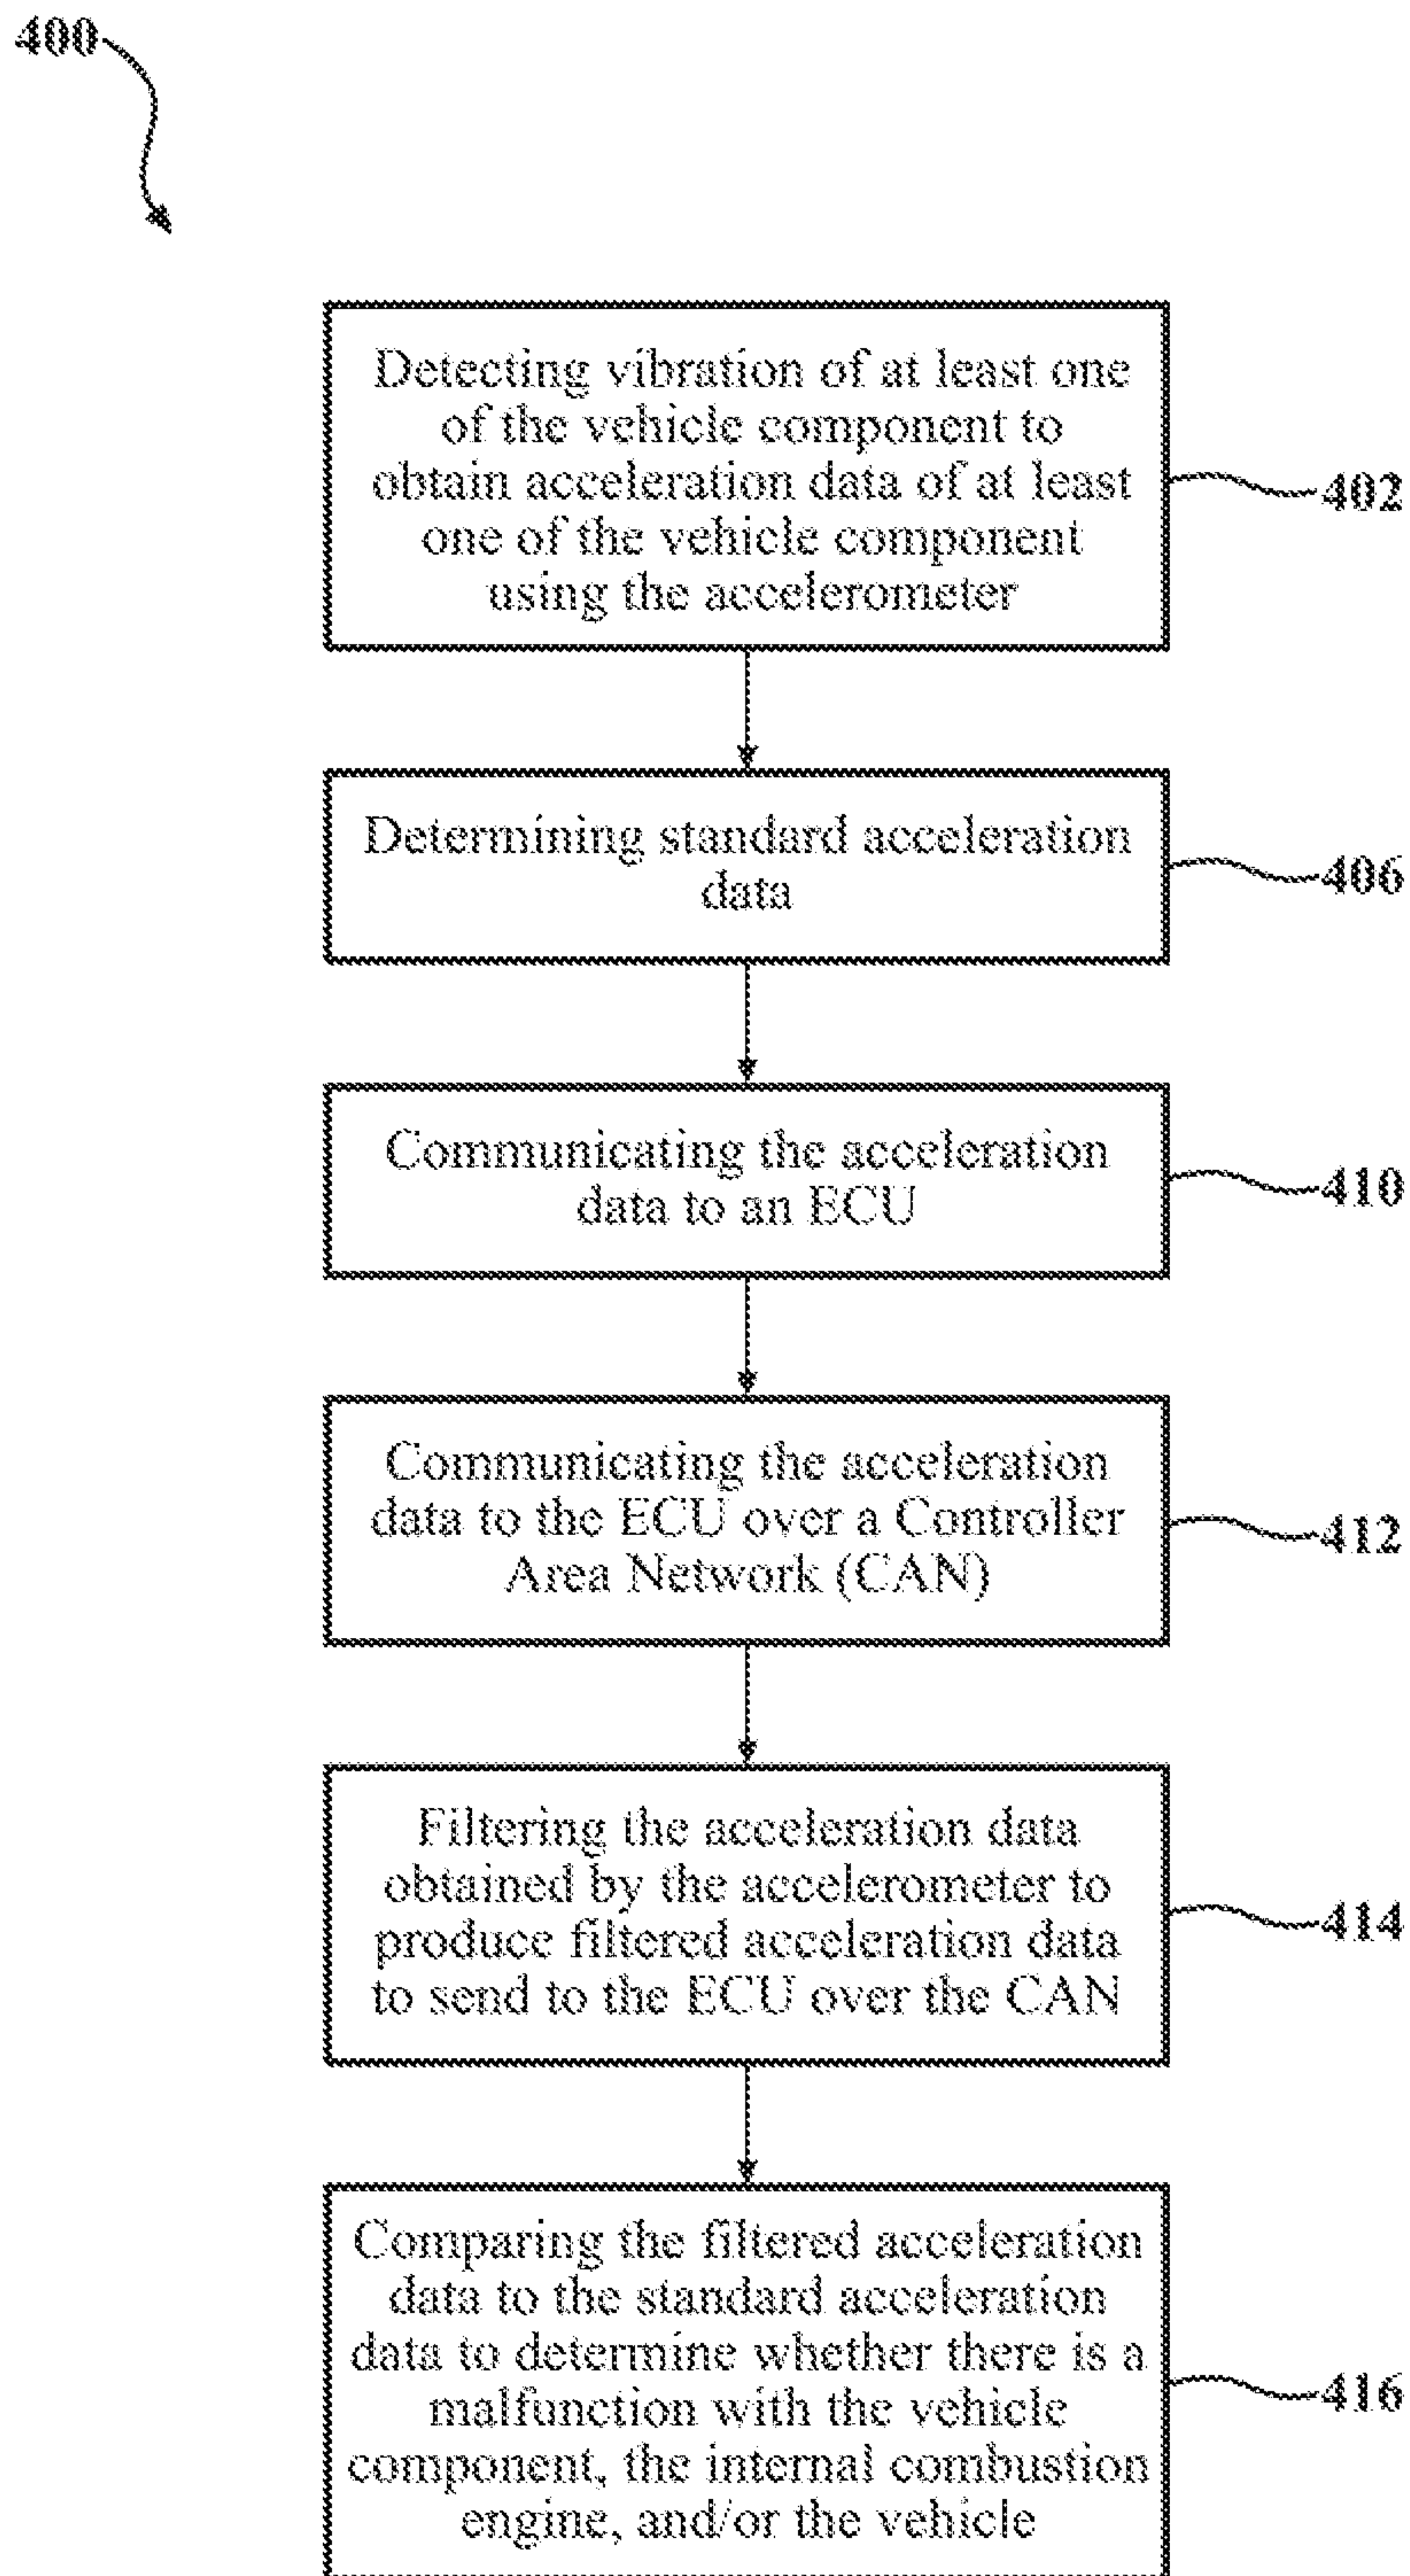 400
Detecting vibration of at least one
of the vehicle component to
obtain acceleration data of at least
one of the vehicle component
using the accelerometer
402
Determining standard acceleration
data
406
Communicating the acceleration
data to an ECU
410
Communicating the acceleration
data to the ECU over a Controller
Area Network (CAN)
412
Filtering the acceleration data
obtained by the accelerometer to
produce filtered acceleration data
to send to the ECU over the CAN
414
Comparing the filtered acceleration
data to the standard acceleration
data to determine whether there is a
malfunction with the vehicle
component, the internal combustion
engine, and/or the vehicle
416